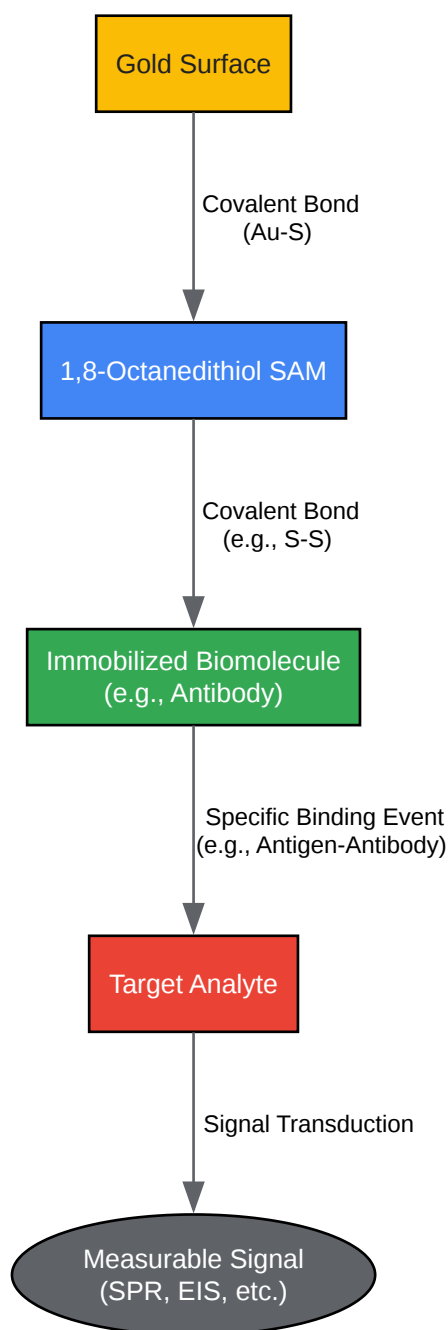 Gold Surface
Covalent Bond
(Au-S)
1,8-Octanedithiol SAM
Covalent Bond
(e.g., S-S)
Immobilized Biomolecule
(e.g., Antibody)
Specific Binding Event
(e.g., Antigen-Antibody)
Target Analyte
Signal Transduction
Measurable Signal
(SPR, EIS, etc.)